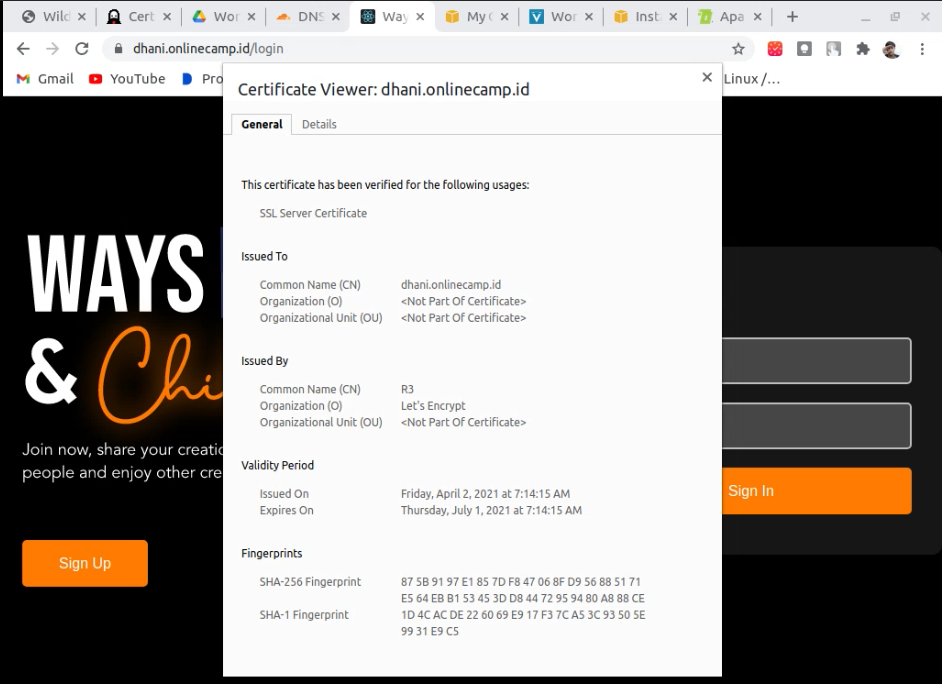 Wild
Cert
Wor
DNS
Way
My
Wor
Inst
Apa
dhani.onlinecamp.id/login
Gmail
YouTube
Pro
Linux /...
Certificate Viewer: dhani.onlinecamp.id
General Details
This certificate has been verified for the following usages:
SSL Server Certificate
Issued To
Common Name (CN) dhani.onlinecamp.id
Organization (O) <Not Part Of Certificate>
Organizational Unit (OU) <Not Part Of Certificate>
Issued By
Common Name (CN) R3
Organization (O) Let's Encrypt
Organizational Unit (OU) <Not Part Of Certificate>
Validity Period
Issued On Friday, April 2, 2021 at 7:14:15 AM
Expires On Thursday, July 1, 2021 at 7:14:15 AM
Fingerprints
SHA-256 Fingerprint 87 5B 91 97 E1 85 7D F8 47 06 8F D9 56 88 51 71
E5 64 EB B1 53 45 3D D8 44 72 95 94 80 A8 88 CE
SHA-1 Fingerprint 1D 4C AC DE 22 60 69 E9 17 F3 7C A5 3C 93 50 5E
99 31 E9 C5
WAYS
& Chi
Join now, share your creatio
people and enjoy other cre
Sign Up
Sign In